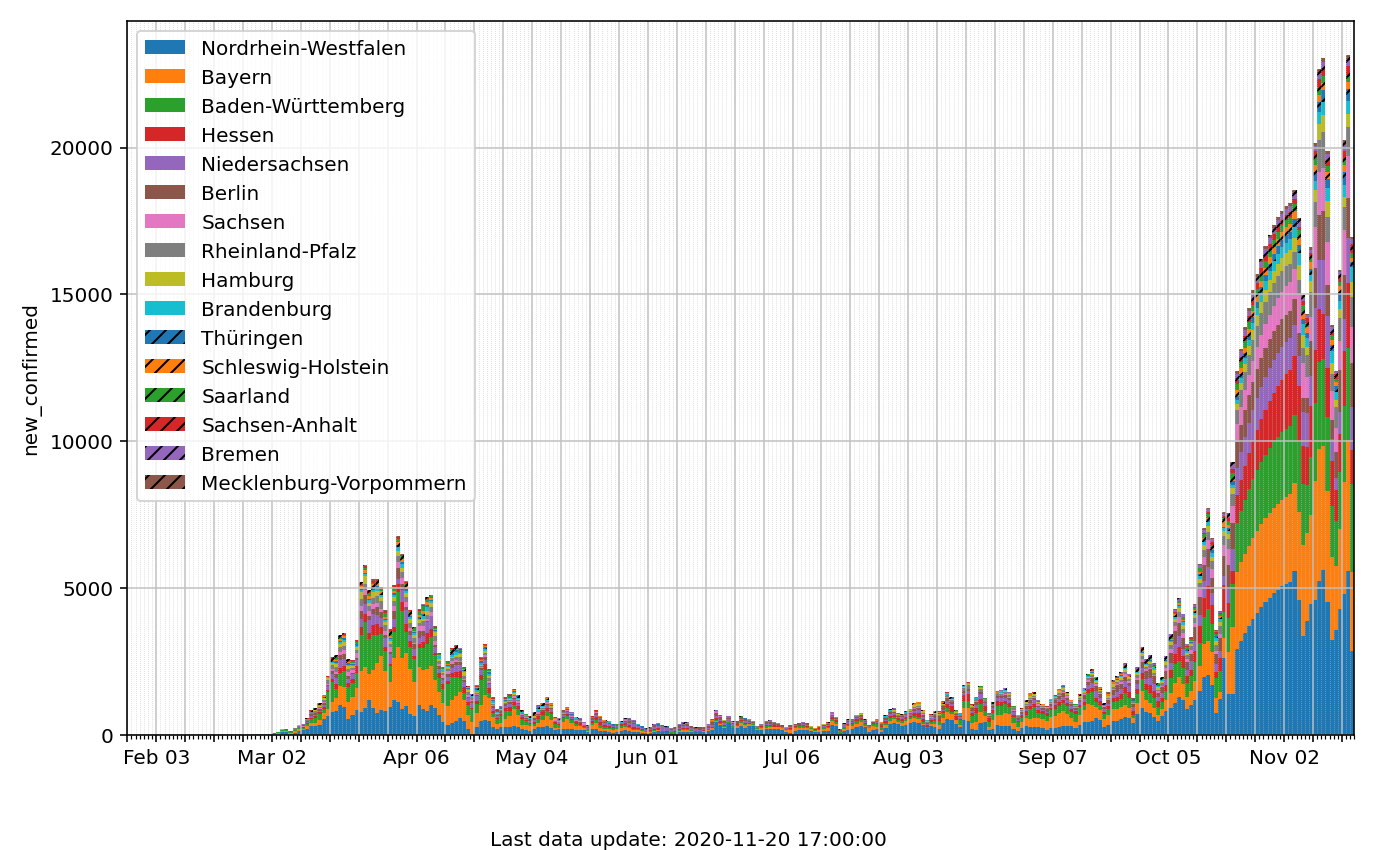 Nordrhein-Westfalen
Bayern
Baden-Württemberg
Hessen
Niedersachsen
Berlin
Sachsen
Rheinland-Pfalz
Hamburg
Brandenburg
Thüringen
Schleswig-Holstein
Saarland
Sachsen-Anhalt
Bremen
Mecklenburg-Vorpommern
new_confirmed
20000
15000
10000
5000
0
Feb 03 Mar 02 Apr 06 May 04 Jun 01 Jul 06 Aug 03 Sep 07 Oct 05 Nov 02
Last data update: 2020-11-20 17:00:00